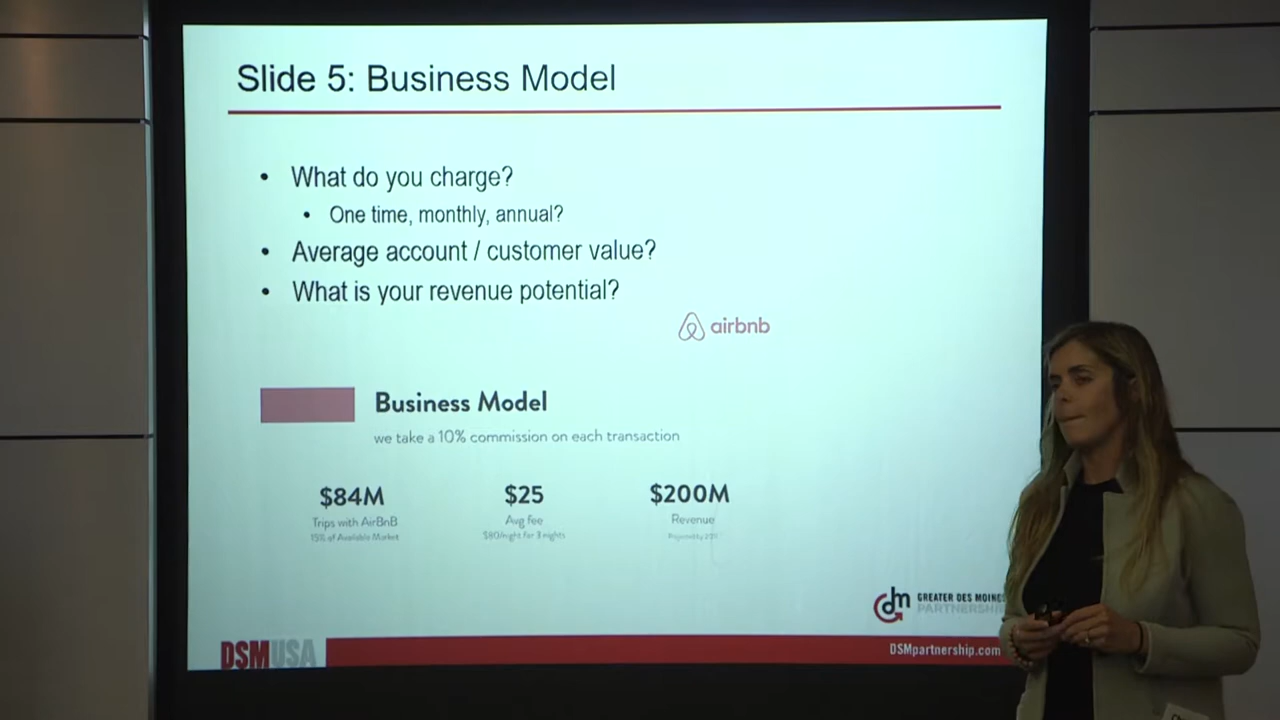 Slide 5: Business Model
• What do you charge?
• One time, monthly, annual?
• Average account / customer value?
• What is your revenue potential?
airbnb
Business Model
we take a 10% commission on each transaction
$84M
Trips with AirBnB
15% of Available Market
$25
Avg fee
$80/night for 3 nights
$200M
Revenue
dm
GREATER DES MOINES
PARTNERSHIP
DSMUSA
DSMpartnership.com